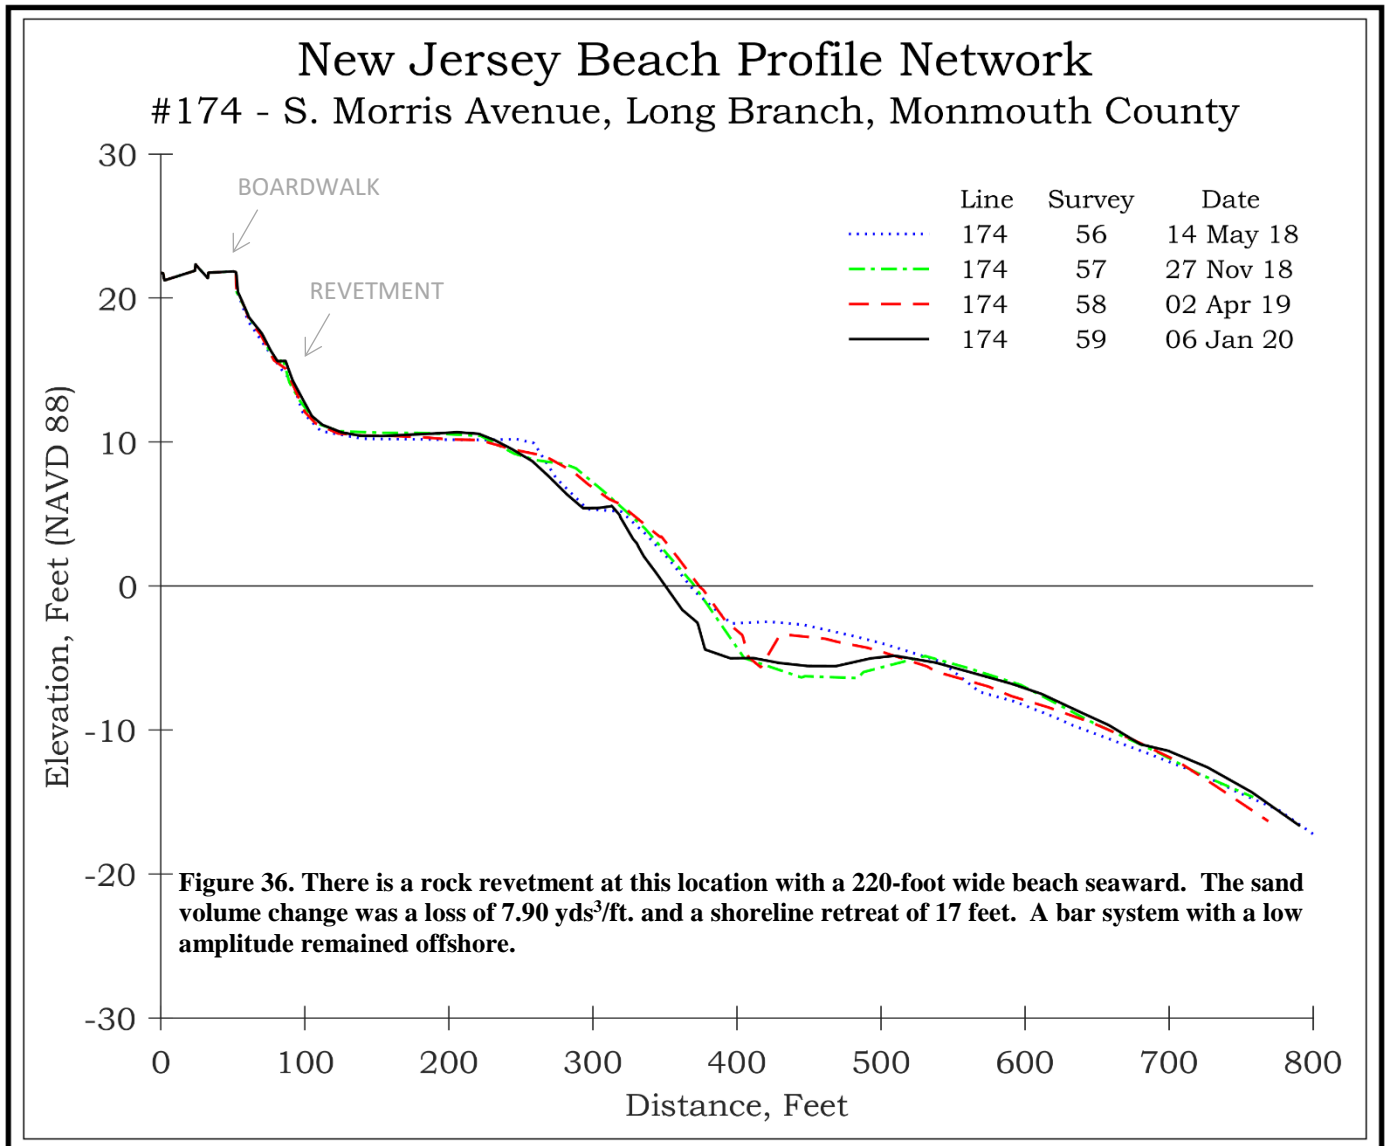 New Jersey Beach Profile Network
#174 - S. Morris Avenue, Long Branch, Monmouth County
30
20
10
0
-10
-20
-30
Elevation, Feet (NAVD 88)
BOARDWALK
REVETMENT
Line Survey Date
174 56 14 May 18
174 57 27 Nov 18
174 58 02 Apr 19
174 59 06 Jan 20
Figure 36. There is a rock revetment at this location with a 220-foot wide beach seaward. The sand
volume change was a loss of 7.90 yds³/ft. and a shoreline retreat of 17 feet. A bar system with a low
amplitude remained offshore.
0 100 200 300 400 500 600 700 800
Distance, Feet